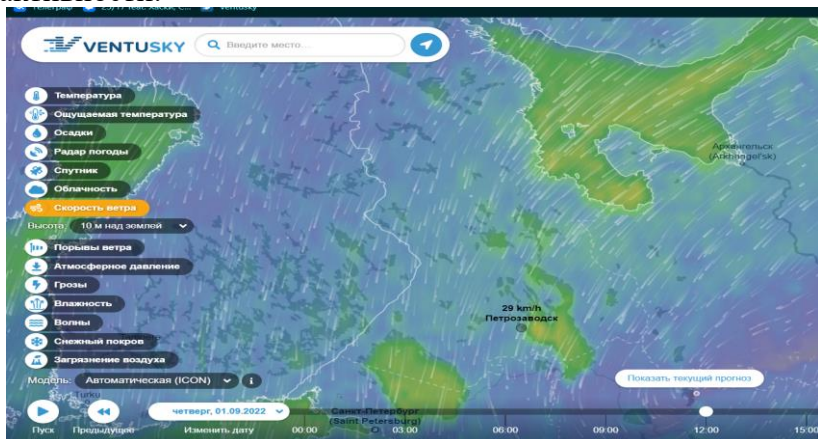 Телеграф
Ventusky
VENTUSKY
Введите место...
Температура
Ощущаемая температура
Осадки
Радар погоды
Спутник
Облачность
Скорость ветра
Высота: 10 м над землей
Порывы ветра
Атмосферное давление
Грозы
Влажность
Волны
Снежный покров
Загрязнение воздуха
Модель: Автоматическая (ICON) i
Архангельск
(Arkhangel'sk)
29 km/h
Петрозаводск
Показать текущий прогноз
Turku
четверг, 01.09.2022
Санкт-Петербург
(Saint Petersburg)
Пуск Предыдущие Изменить дату 00:00 03:00 06:00 09:00 12:00 15:00